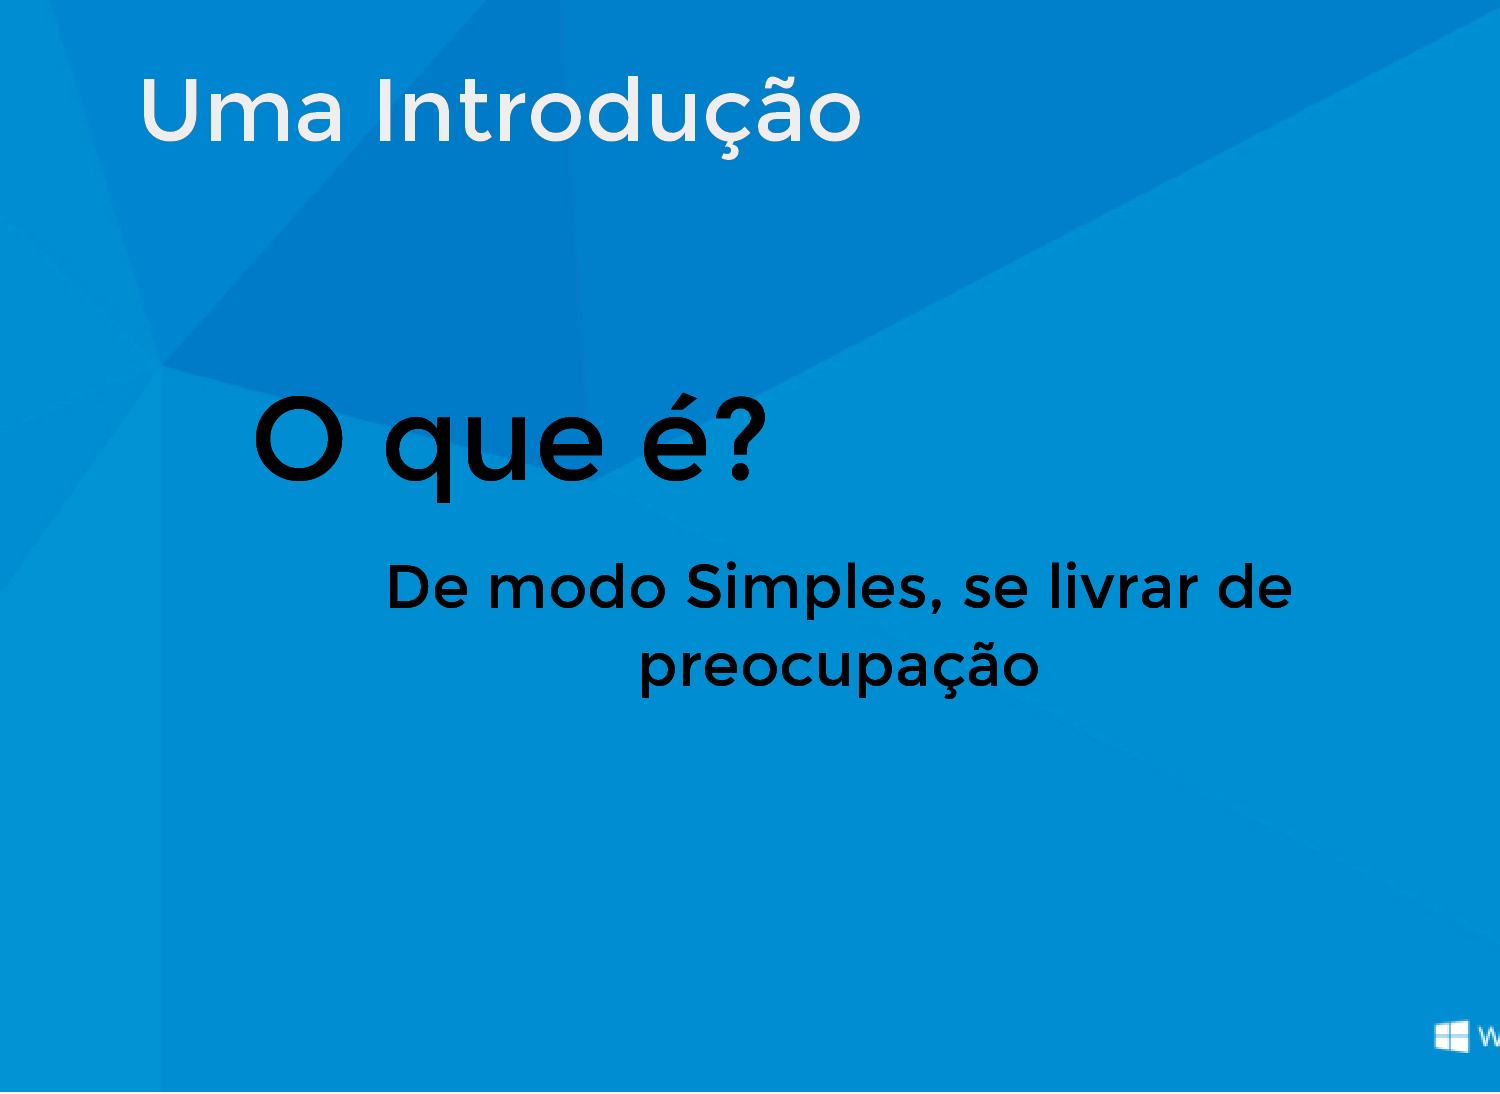 Uma Introdução
O que é?
De modo Simples, se livrar de
preocupação
W